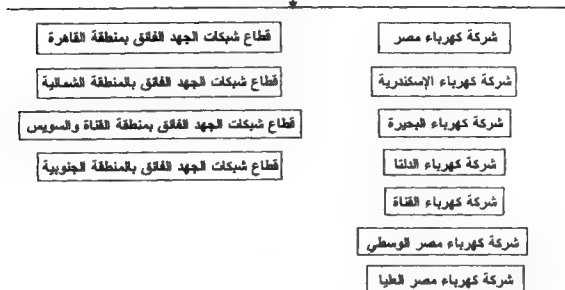 شركة كهرباء مصر
شركة كهرباء الإسكندرية
شركة كهرباء البحيرة
شركة كهرباء الدلتا
شركة كهرباء القناة
شركة كهرباء مصر الوسطي
شركة كهرباء مصر العليا
قطاع شبكات الجهد الفائق بمنطقة القاهرة
قطاع شبكات الجهد الفائق بالمنطقة الشمالية
قطاع شبكات الجهد الفائق بمنطقة القناة والسويس
قطاع شبكات الجهد الفائق بالمنطقة الجنوبية